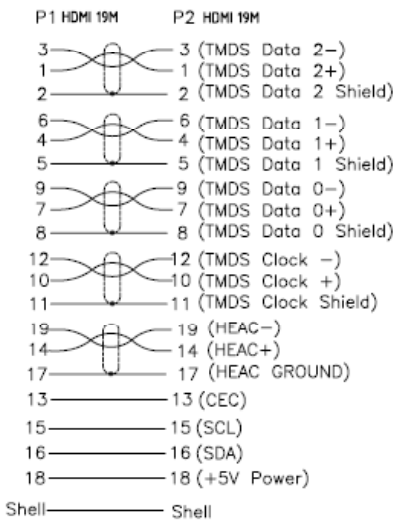 P1 HDMI 19M P2 HDMI 19M
3 3 (TMDS Data 2-)
1 1 (TMDS Data 2+)
2 2 (TMDS Data 2 Shield)
6 6 (TMDS Data 1-)
4 4 (TMDS Data 1+)
5 5 (TMDS Data 1 Shield)
9 9 (TMDS Data 0-)
7 7 (TMDS Data 0+)
8 8 (TMDS Data 0 Shield)
12 12 (TMDS Clock -)
10 10 (TMDS Clock +)
11 11 (TMDS Clock Shield)
19 19 (HEAC-)
14 14 (HEAC+)
17 17 (HEAC GROUND)
13 13 (CEC)
15 15 (SCL)
16 16 (SDA)
18 18 (+5V Power)
Shell Shell